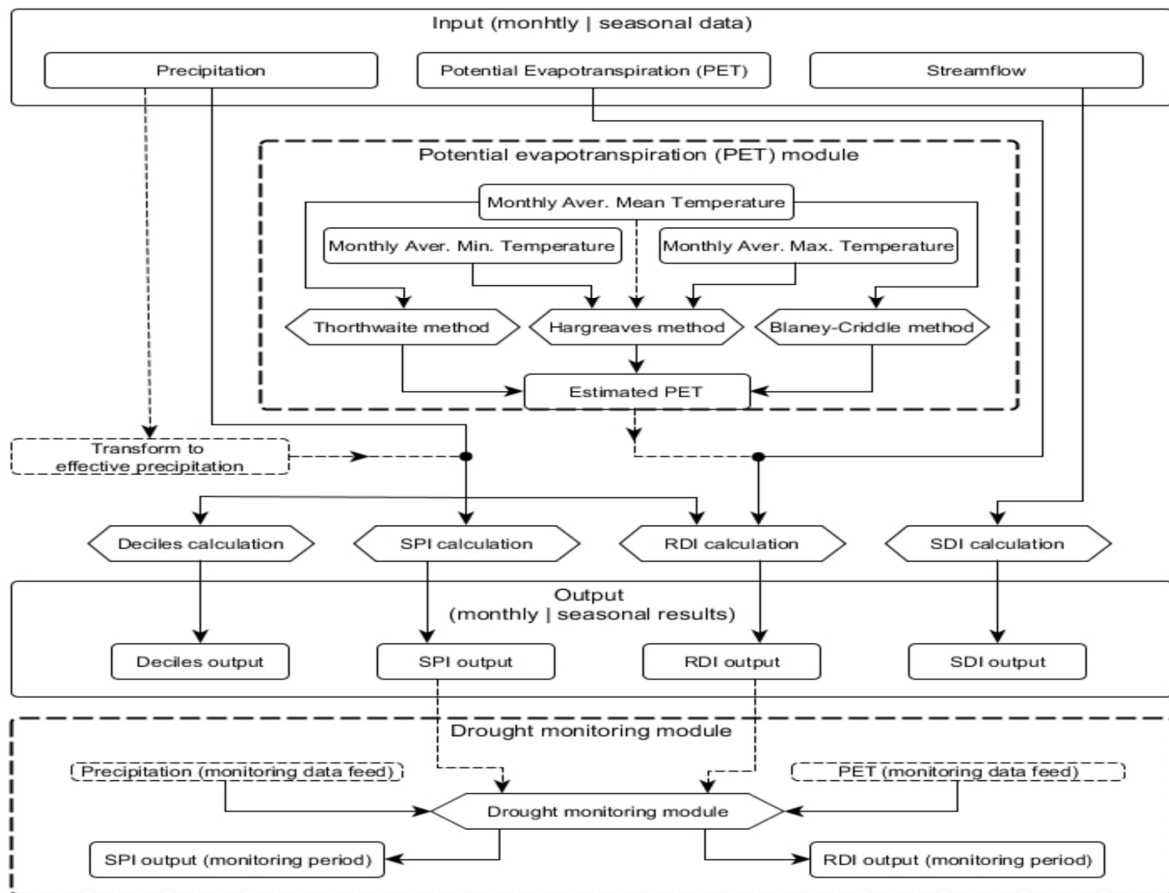 Input (monhtly | seasonal data)
Precipitation
Potential Evapotranspiration (PET)
Streamflow
Potential evapotranspiration (PET) module
Monthly Aver. Mean Temperature
Monthly Aver. Min. Temperature
Monthly Aver. Max. Temperature
Thorthwaite method
Hargreaves method
Blaney-Criddle method
Estimated PET
Transform to
effective precipitation
Deciles calculation
SPI calculation
RDI calculation
SDI calculation
Output
(monthly | seasonal results)
Deciles output
SPI output
RDI output
SDI output
Drought monitoring module
Precipitation (monitoring data feed)
PET (monitoring data feed)
Drought monitoring module
SPI output (monitoring period)
RDI output (monitoring period)